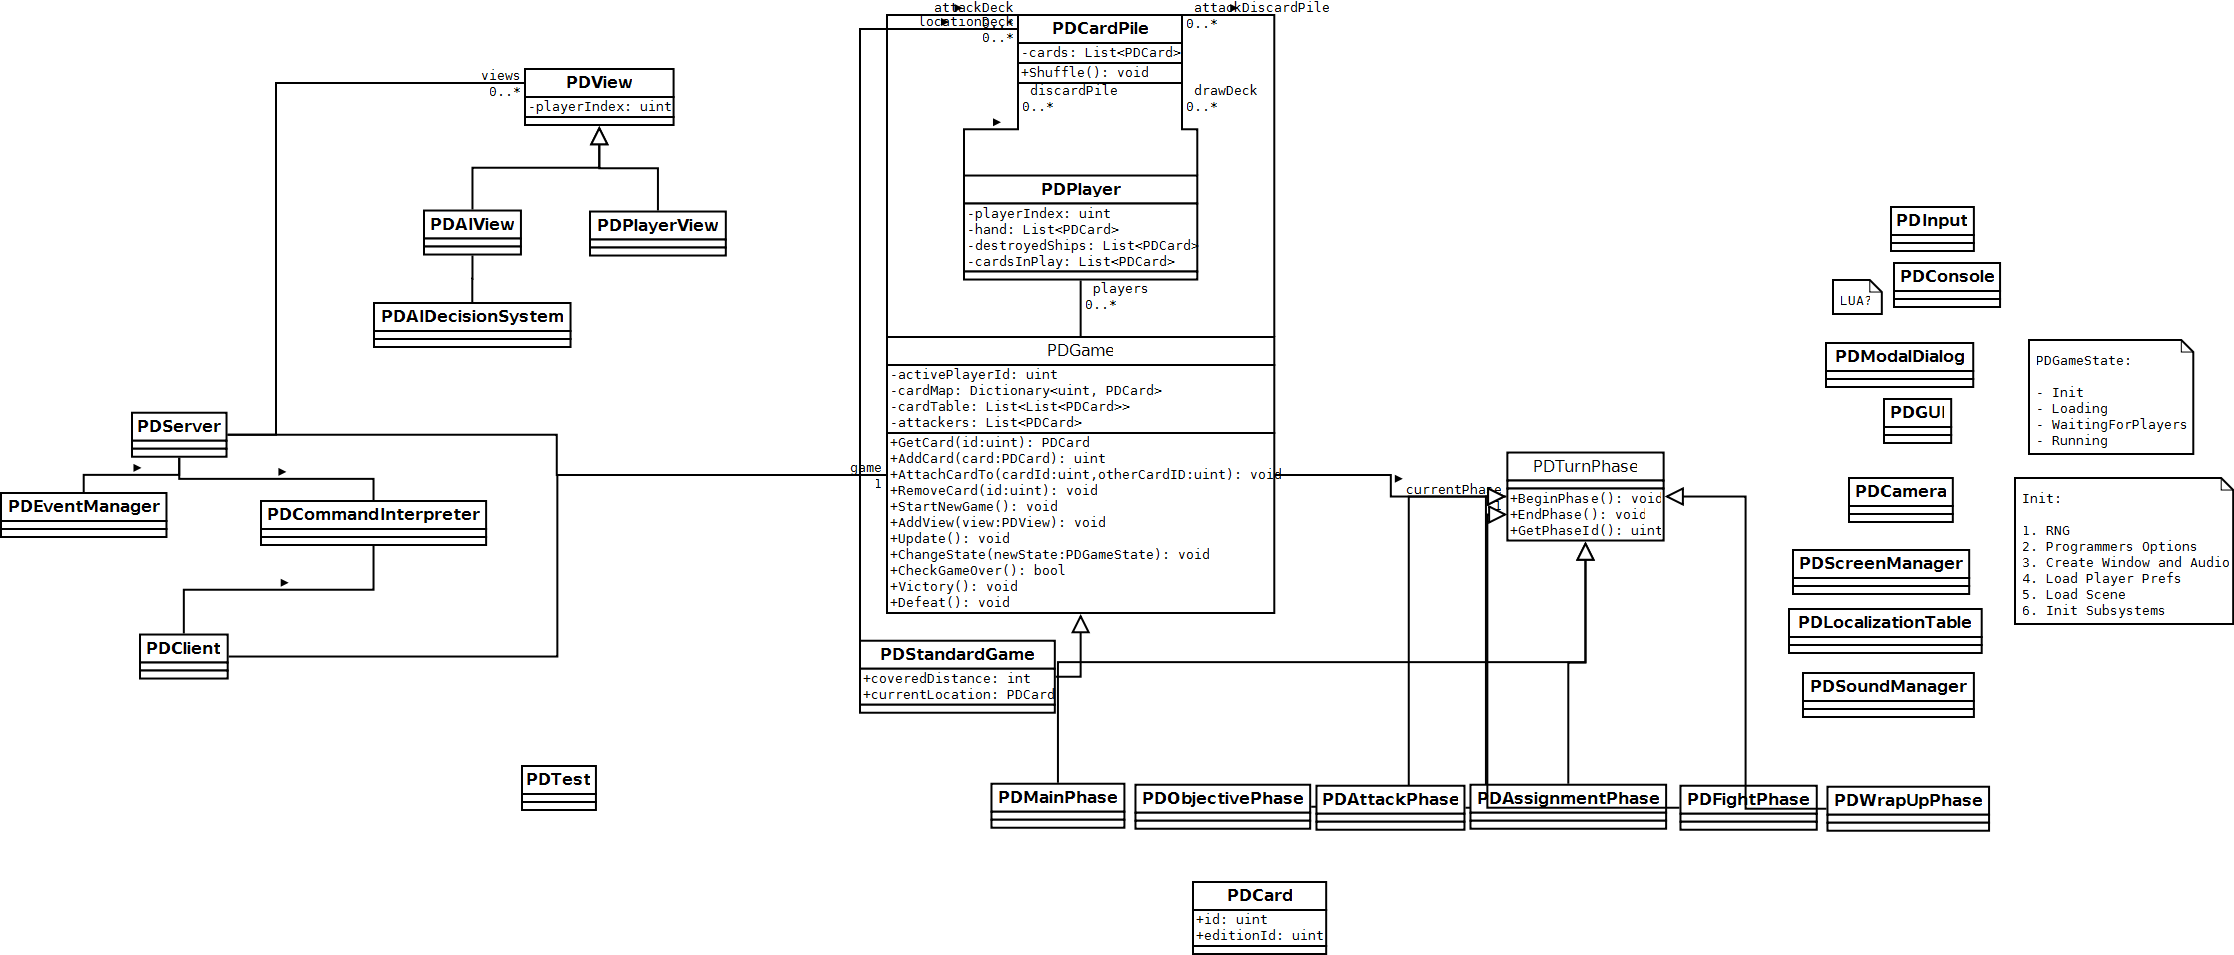 attackDeck
0..*
locationDeck
0..*
attackDiscardPile
0..*
PDCardPile
-cards: List<PDCard>
+Shuffle(): void
discardPile
0..*
drawDeck
0..*
views
0..*
PDView
-playerIndex: uint
PDAIView
PDPlayerView
PDAIDecisionSystem
PDPlayer
-playerIndex: uint
-hand: List<PDCard>
-destroyedShips: List<PDCard>
-cardsInPlay: List<PDCard>
players
0..*
PDGame
-activePlayerId: uint
-cardMap: Dictionary<uint, PDCard>
-cardTable: List<List<PDCard>>
-attackers: List<PDCard>
+GetCard(id:uint): PDCard
+AddCard(card:PDCard): uint
+AttachCardTo(cardId:uint,otherCardID:uint): void
+RemoveCard(id:uint): void
+StartNewGame(): void
+AddView(view:PDView): void
+Update(): void
+ChangeState(newState:PDGameState): void
+CheckGameOver(): bool
+Victory(): void
+Defeat(): void
game
1
PDServer
PDEventManager
PDCommandInterpreter
PDClient
PDStandardGame
+coveredDistance: int
+currentLocation: PDCard
currentPhase
1
PDTurnPhase
+BeginPhase(): void
+EndPhase(): void
+GetPhaseId(): uint
PDInput
PDConsole
LUA?
PDModalDialog
PDGUI
PDCamera
PDScreenManager
PDLocalizationTable
PDSoundManager
PDGameState:
- Init
- Loading
- WaitingForPlayers
- Running
Init:
1. RNG
2. Programmers Options
3. Create Window and Audio
4. Load Player Prefs
5. Load Scene
6. Init Subsystems
PDTest
PDMainPhase
PDObjectivePhase
PDAttackPhase
PDAssignmentPhase
PDFightPhase
PDWrapUpPhase
PDCard
+id: uint
+editionId: uint